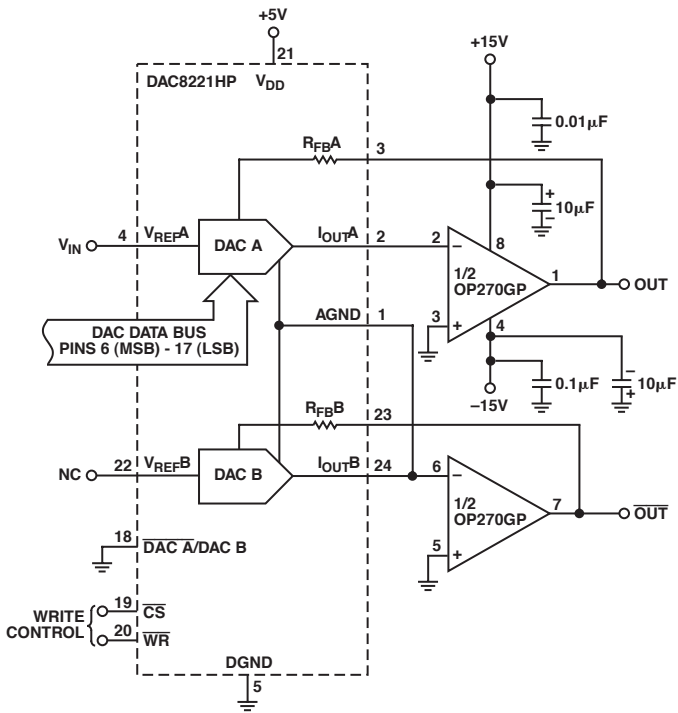 +5V
+15V
21
DAC8221HP VDD
0.01µF
RFBA
3
+
10µF
–
4
VREFA
VIN
DAC A
IOUTA
2
2
–
8
1/2
OP270GP
1
OUT
AGND
1
3
+
4
DAC DATA BUS
PINS 6 (MSB) - 17 (LSB)
–
0.1µF
10µF
+
–15V
RFBB
23
NC
22
VREFB
DAC B
IOUTB
24
6
–
1/2
OP270GP
7
OUT
5
+
18
DAC A/DAC B
WRITE
CONTROL
19
CS
20
WR
DGND
5